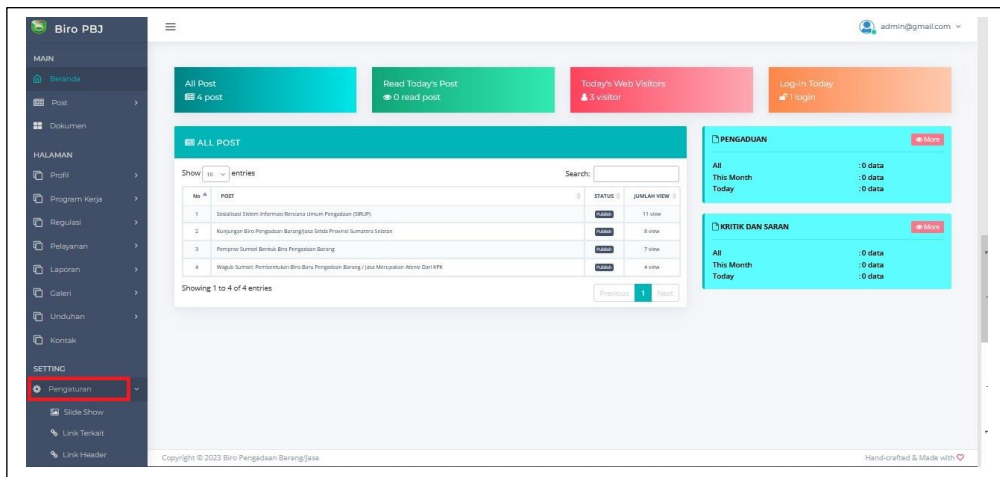 Biro PBJ
admin@gmail.com
MAIN
Beranda
Post
Dokumen
HALAMAN
Profil
Program Kerja
Regulasi
Pelayanan
Laporan
Galeri
Unduhan
Kontak
SETTING
Pengaturan
Slide Show
Link Terkait
Link Header
All Post
4 post
Read Today's Post
0 read post
Today's Web Visitors
3 visitor
Log-in Today
1 login
ALL POST
Show 10 entries
Search:
No POST STATUS JUMLAH VIEW
1 Sosialisasi Sistem Informasi Rencana Umum Pengadaan (SIRUP) Publish 11 view
2 Kunjungan Biro Pengadaan Barang/Jasa Setda Provinsi Sumatera Selatan Publish 8 view
3 Pemprov Sumsel Bentuk Biro Pengadaan Barang Publish 7 view
4 Wagub Sumsel: Pembentukan Biro Baru Pengadaan Barang / Jasa Merupakan Atensi Dari KPK Publish 4 view
Showing 1 to 4 of 4 entries
Previous 1 Next
PENGADUAN More
All : 0 data
This Month : 0 data
Today : 0 data
KRITIK DAN SARAN More
All : 0 data
This Month : 0 data
Today : 0 data
Copyright © 2023 Biro Pengadaan Barang/Jasa
Hand-crafted & Made with